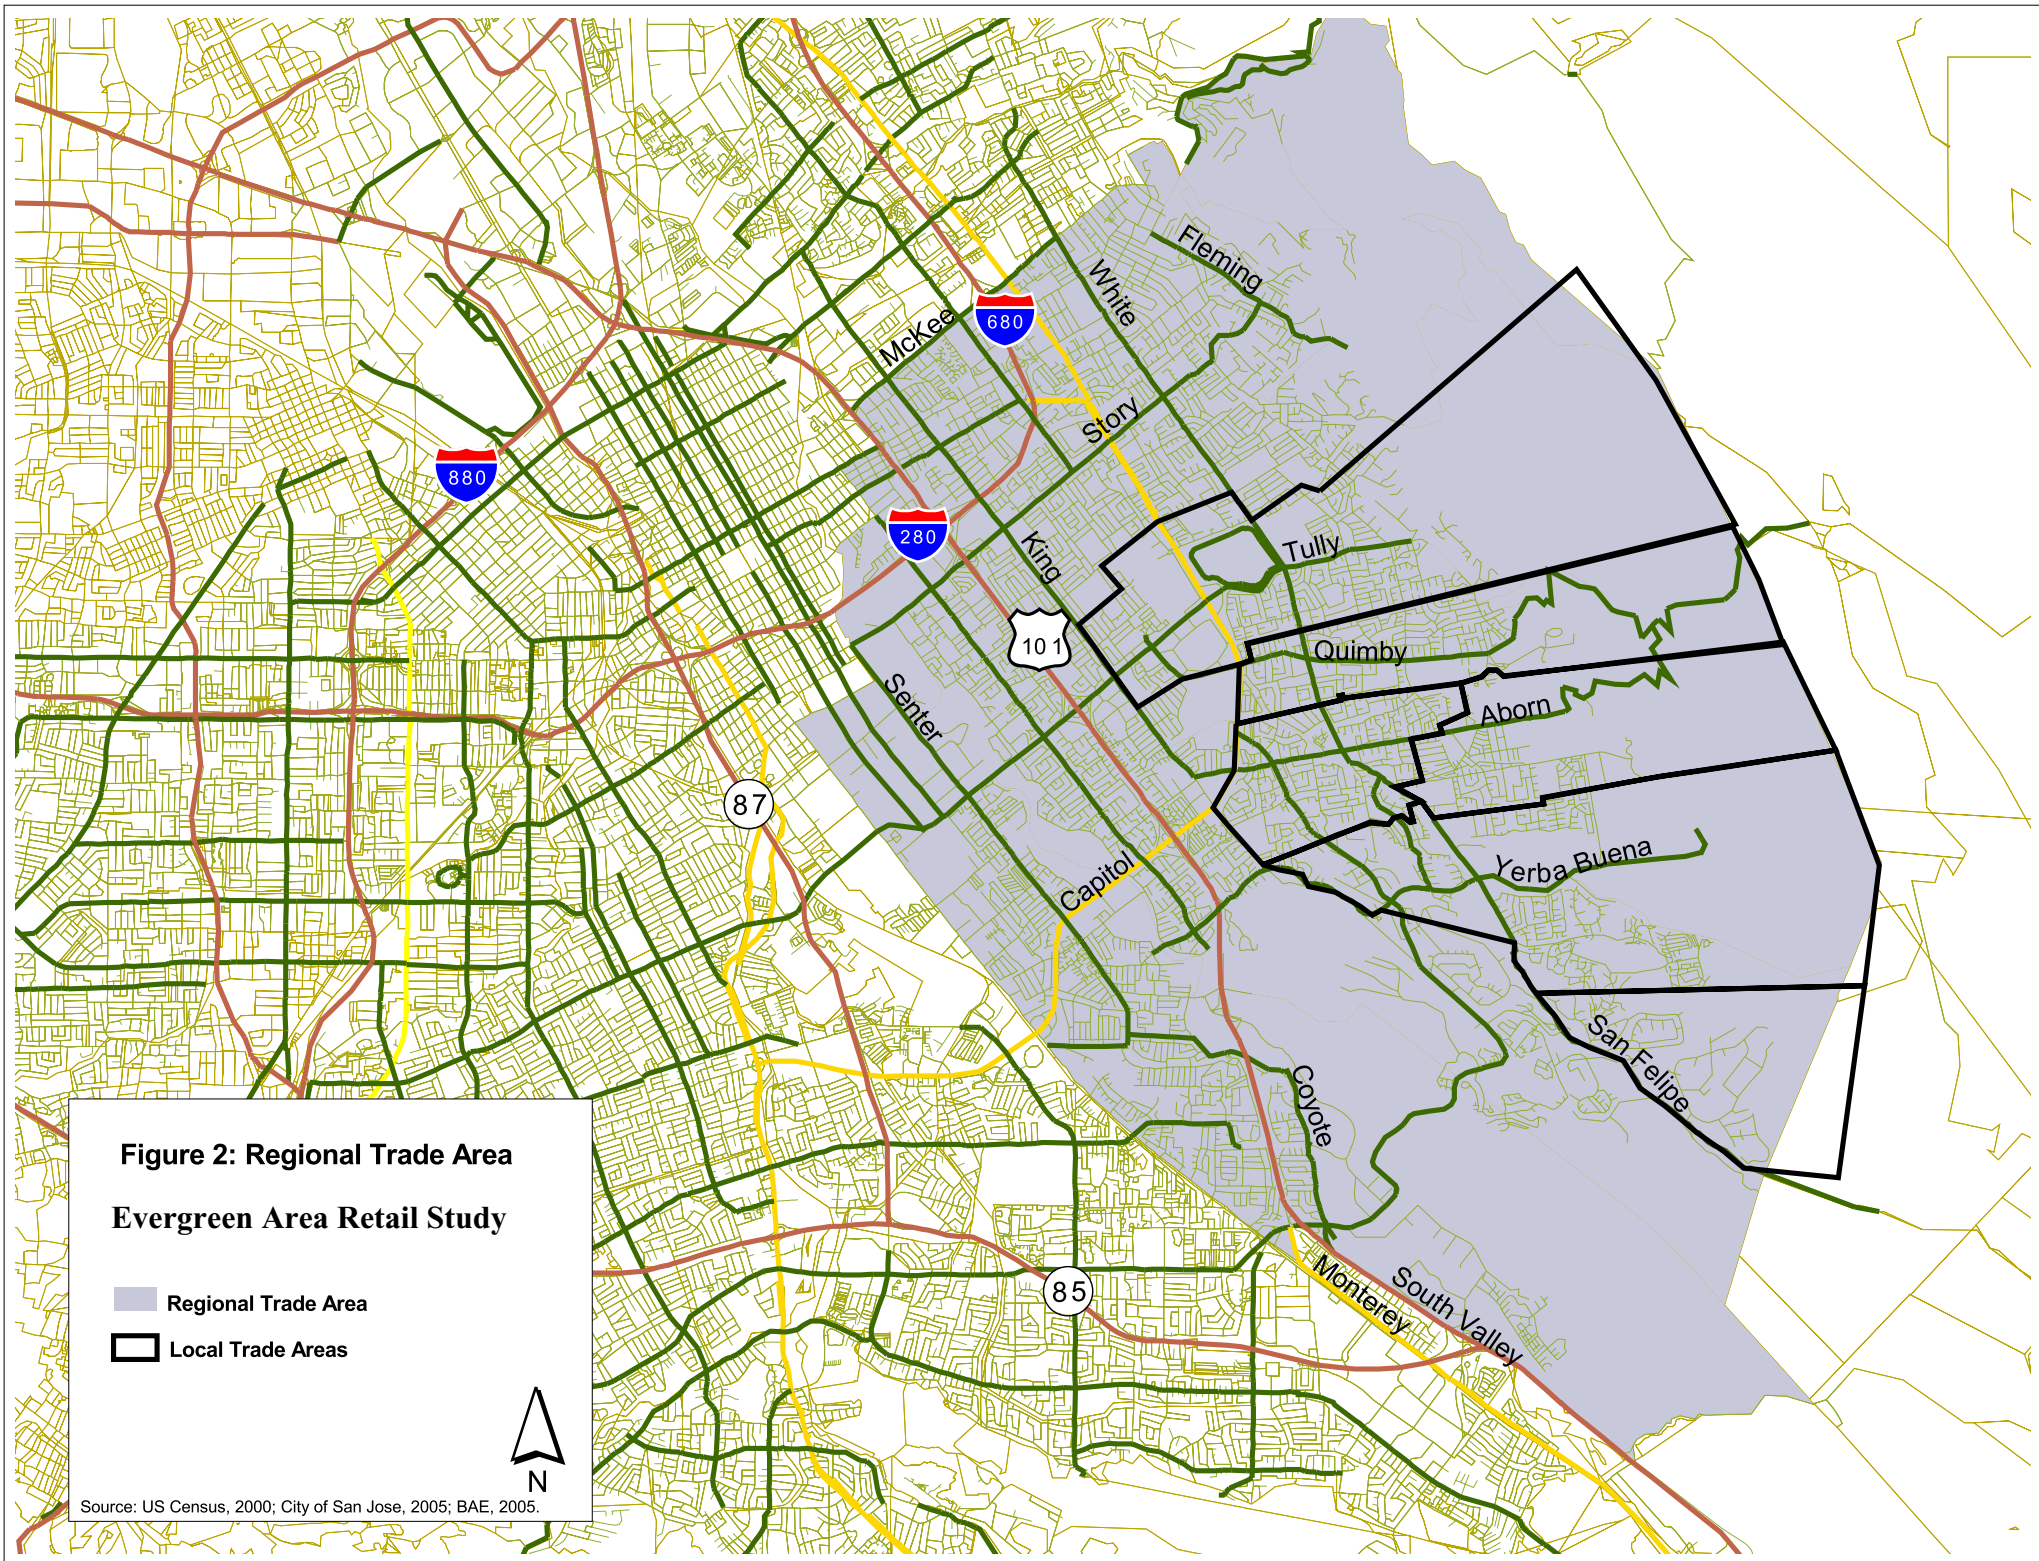 Fleming
White
McKee
680
Story
880
280
King
Tully
101
Quimby
Senter
Aborn
87
Capitol
Yerba Buena
San Felipe
Coyote
85
South Valley
Monterey
Figure 2: Regional Trade Area
Evergreen Area Retail Study
Regional Trade Area
Local Trade Areas
N
Source: US Census, 2000; City of San Jose, 2005; BAE, 2005.